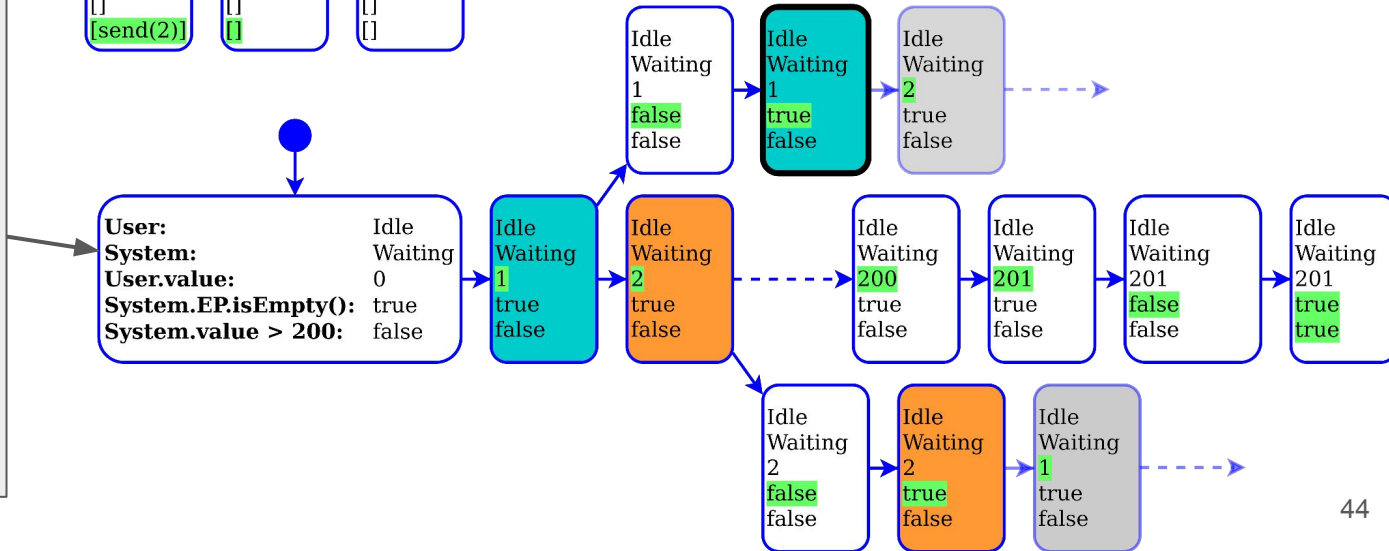 []
[send(2)]
[]
[]
[]
[]
Idle
Waiting
1
false
false
Idle
Waiting
1
true
false
Idle
Waiting
2
true
false
User: Idle
System: Waiting
User.value: 0
System.EP.isEmpty(): true
System.value > 200: false
Idle
Waiting
1
true
false
Idle
Waiting
2
true
false
Idle
Waiting
200
true
false
Idle
Waiting
201
true
false
Idle
Waiting
201
false
false
Idle
Waiting
201
true
true
Idle
Waiting
2
false
false
Idle
Waiting
2
true
false
Idle
Waiting
1
true
false
44